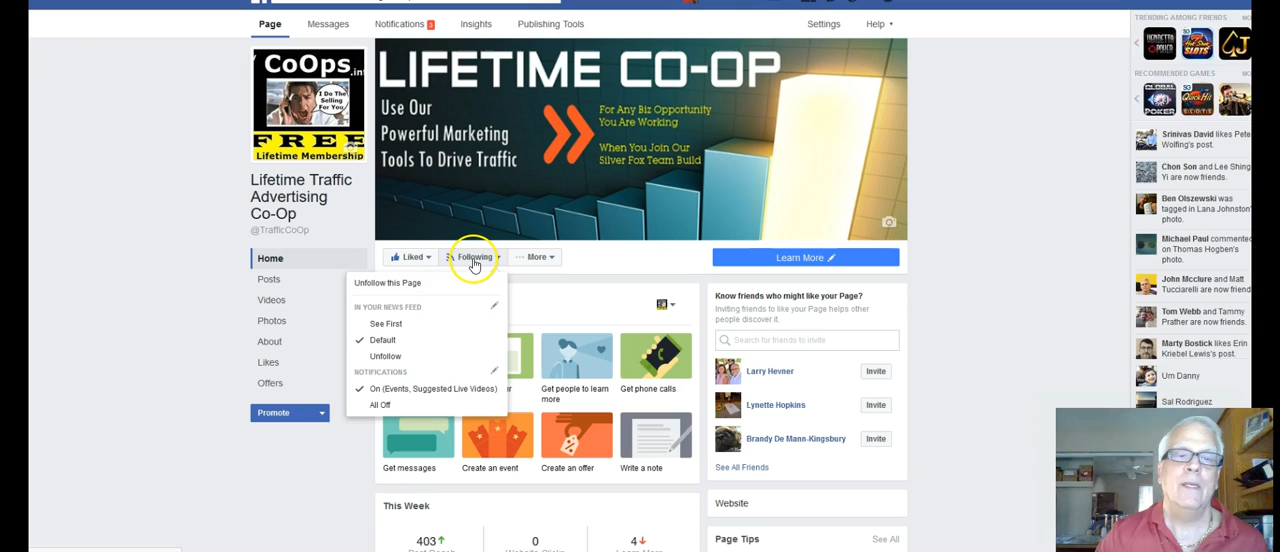 Page
Messages
Notifications 3
Insights
Publishing Tools
Settings
Help
CoOps.inf
I Do The
Selling
For You
FREE
Lifetime Membership
Lifetime Traffic
Advertising
Co-Op
@TrafficCoOp
Home
Posts
Videos
Photos
About
Likes
Offers
Promote
LIFETIME CO-OP
Use Our
Powerful Marketing
Tools To Drive Traffic
For Any Biz Opportunity
You Are Working
When You Join Our
Silver Fox Team Build
Liked
Following
More
Learn More
Unfollow this Page
IN YOUR NEWS FEED
See First
Default
Unfollow
NOTIFICATIONS
On (Events, Suggested Live Videos)
All Off
Get people to learn
more
Get phone calls
Get messages
Create an event
Create an offer
Write a note
This Week
403
0
4
Know friends who might like your Page?
Inviting friends to like your Page helps other
people discover it.
Search for friends to invite
Larry Hevner
Invite
Lynette Hopkins
Invite
Brandy De Mann-Kingsbury
Invite
See All Friends
Website
Page Tips
See All
TRENDING AMONG FRIENDS
RECOMMENDED GAMES
Srinivas David likes Pete
Wolfing's post.
Chon Son and Lee Shing
Yi are now friends.
Ben Olszewski was
tagged in Lana Johnston'
photo.
Michael Paul commented
on Thomas Hogben's
photo.
John Mcclure and Matt
Tucciarelli are now friends.
Tom Webb and Tammy
Prather are now friends.
Marty Bostick likes Erin
Kriebel Lewis's post.
Um Danny
Sal Rodriguez